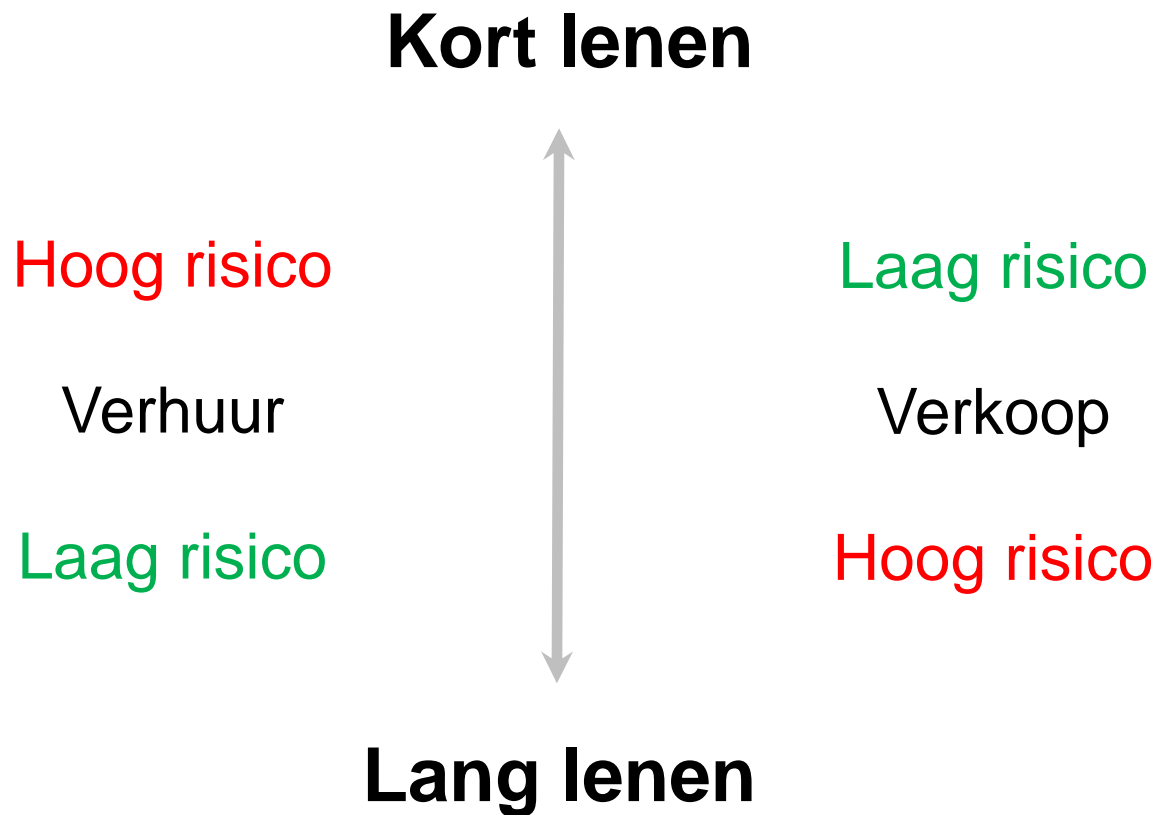 Kort lenen
Hoog risico
Laag risico
Verhuur
Verkoop
Laag risico
Hoog risico
Lang lenen